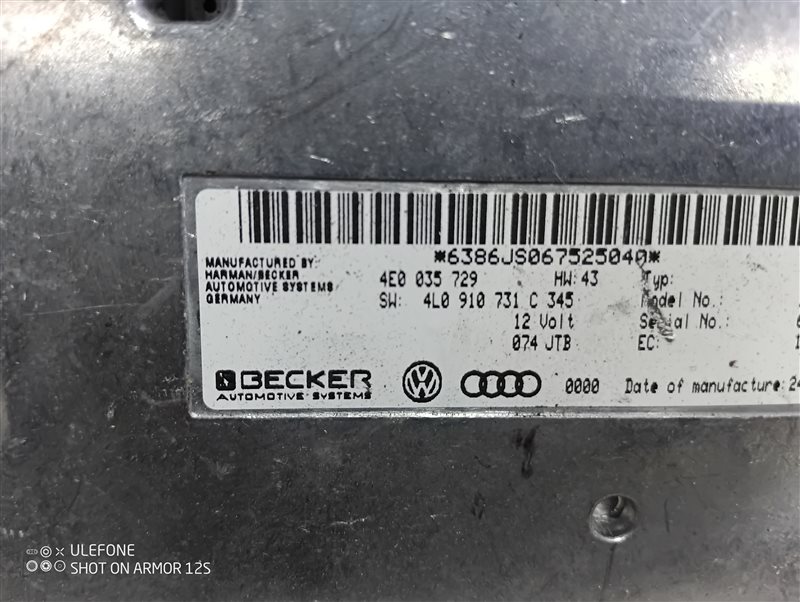 *6386JS067525040*
MANUFACTURED BY:
HARMAN/BECKER
AUTOMOTIVE SYSTEMS
GERMANY
4E0 035 729 HW: 43 Typ:
SW: 4L0 910 731 C 345 Model No.:
12 Volt Serial No.:
074 JTB EC:
BECKER
AUTOMOTIVE-SYSTEMS
0000 Date of manufacture: 24
ULEFONE
SHOT ON ARMOR 12S